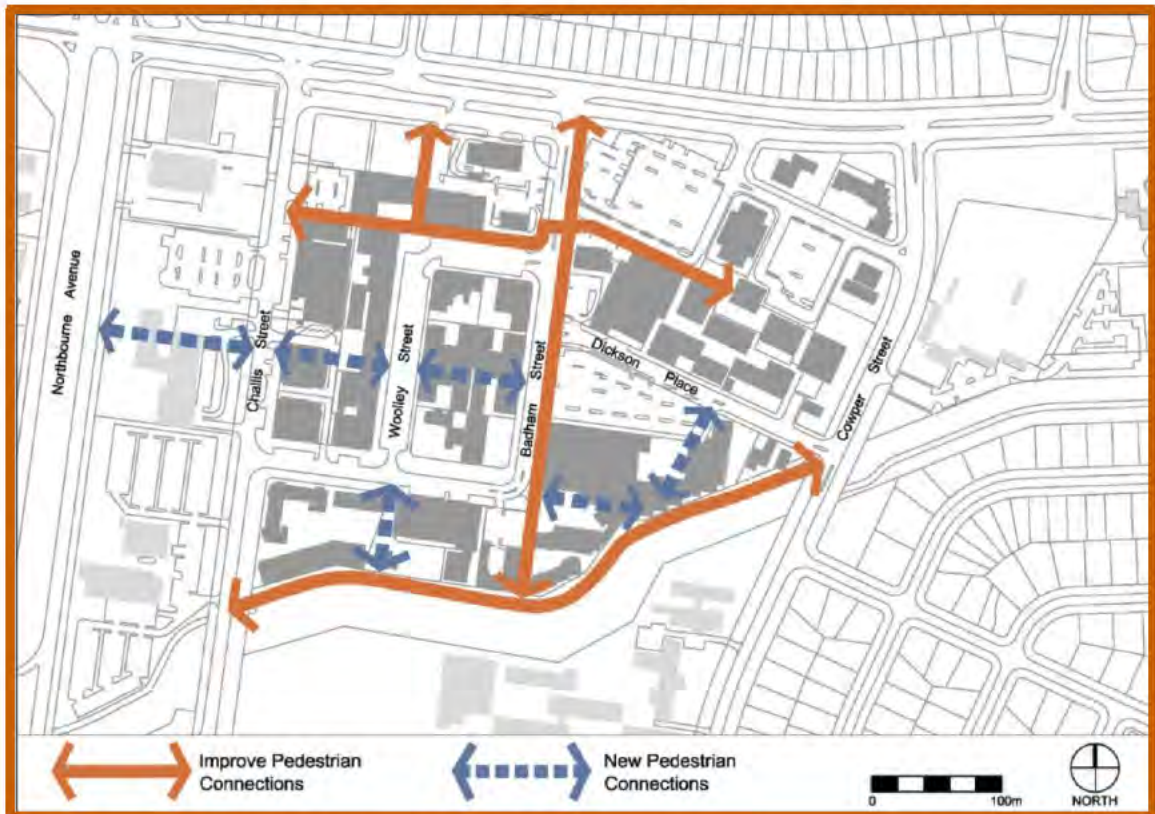 Northbourne Avenue
Challis Street
Woolley Street
Badham Street
Dickson Place
Cowper Street
Improve Pedestrian
Connections
New Pedestrian
Connections
0 100m
NORTH